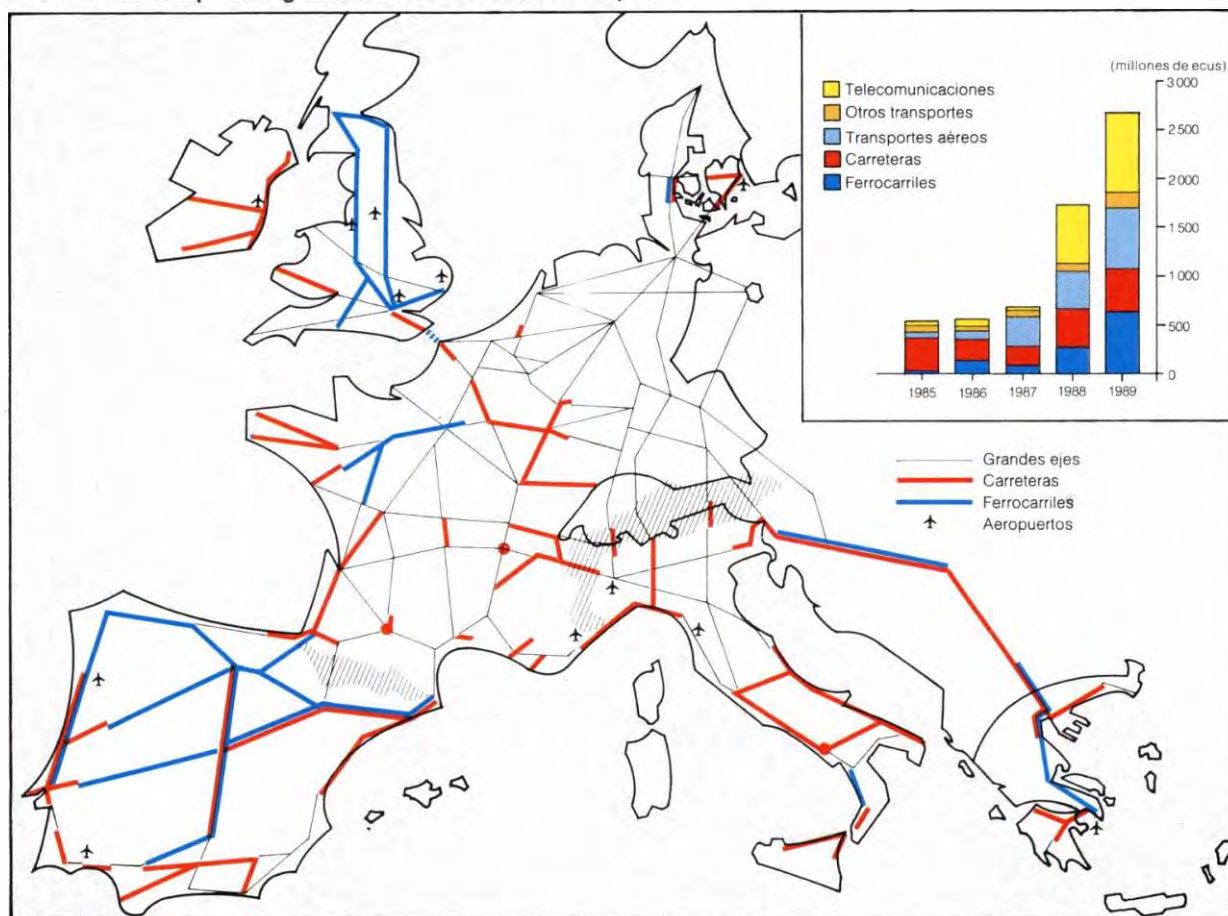 (millones de ecus)
Telecomunicaciones
Otros transportes
Transportes aéreos
Carreteras
Ferrocarriles
3 000
2 500
2 000
1 500
1 000
500
0
1985
1986
1987
1988
1989
Grandes ejes
Carreteras
Ferrocarriles
Aeropuertos